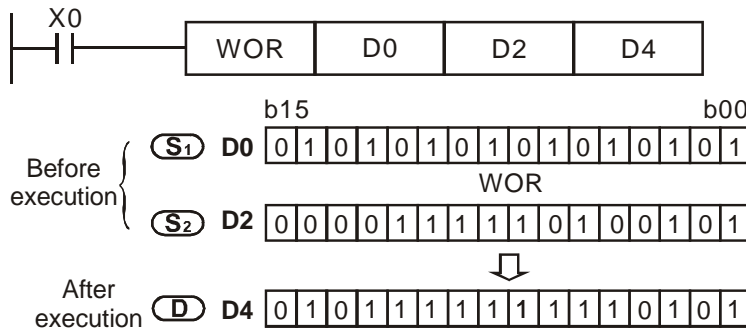 X0
WOR D0 D2 D4
b15 b00
S1 D0 0 1 0 1 0 1 0 1 0 1 0 1 0 1 0 1
Before
execution
WOR
S2 D2 0 0 0 0 1 1 1 1 1 0 1 0 0 1 0 1
After
execution
D D4 0 1 0 1 1 1 1 1 1 1 1 1 0 1 0 1